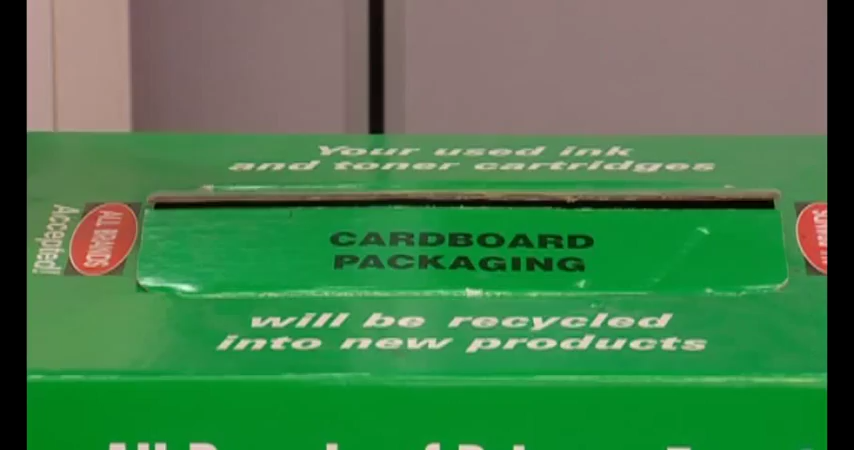 Your used ink
and toner cartridges
Accepted!
ALL BRANDS
CARDBOARD
PACKAGING
will be recycled
into new products